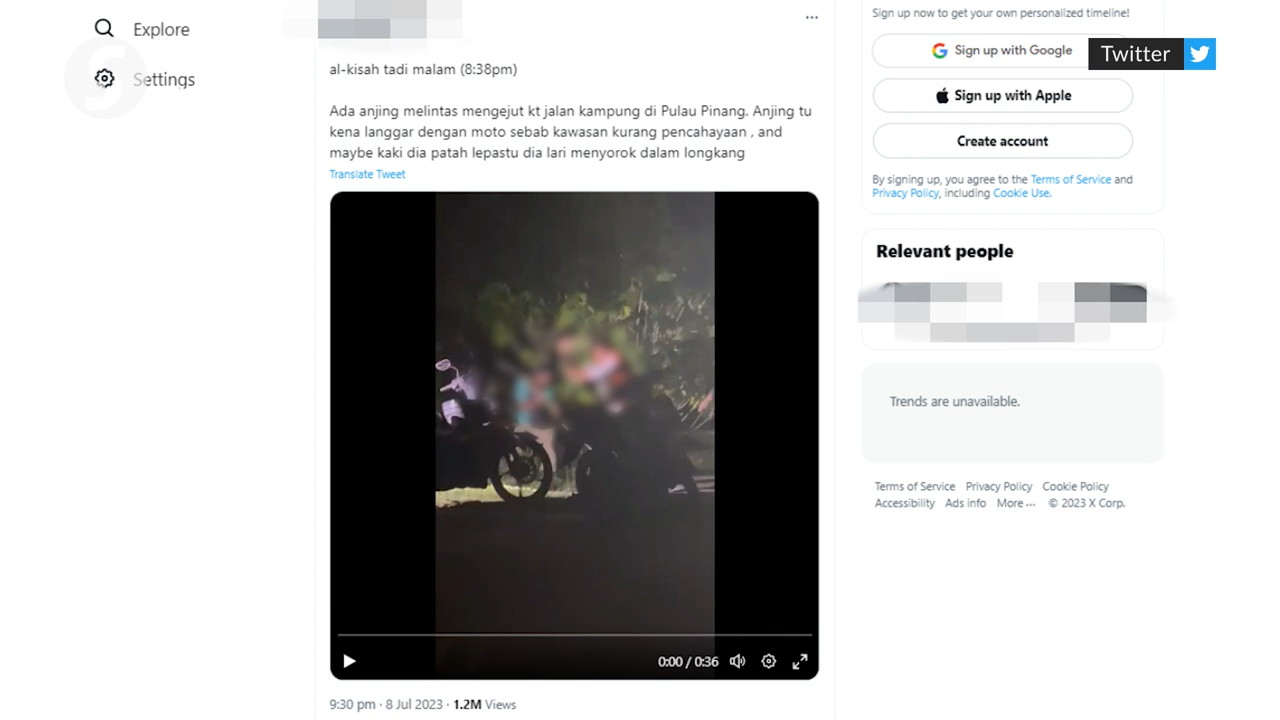 Explore
Settings
al-kisah tadi malam (8:38pm)
Ada anjing melintas mengejut kt jalan kampung di Pulau Pinang. Anjing tu
kena langgar dengan moto sebab kawasan kurang pencahayaan , and
maybe kaki dia patah lepastu dia lari menyorok dalam longkang
Translate Tweet
0:00 / 0:36
9:30 pm · 8 Jul 2023 · 1.2M Views
Sign up now to get your own personalized timeline!
Sign up with Google
Twitter
Sign up with Apple
Create account
By signing up, you agree to the Terms of Service and
Privacy Policy, including Cookie Use.
Relevant people
Trends are unavailable.
Terms of Service Privacy Policy Cookie Policy
Accessibility Ads info More ··· © 2023 X Corp.